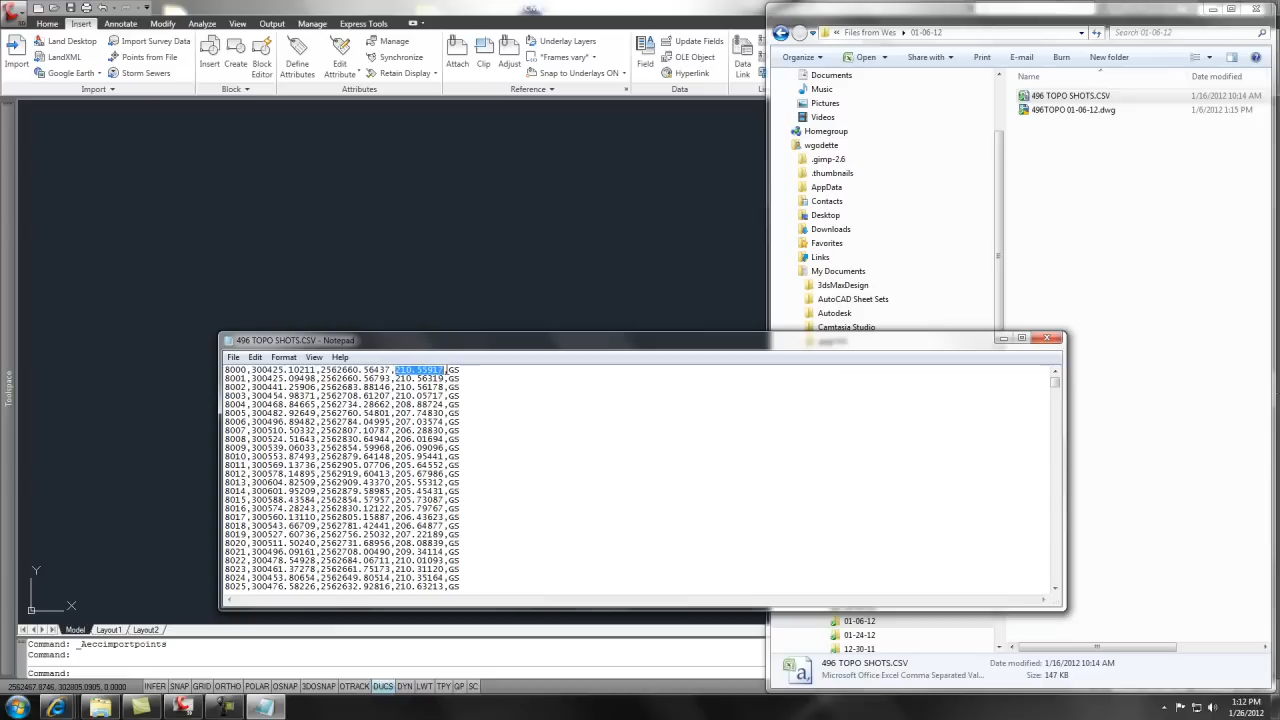 Home Insert Annotate Modify Analyze View Output Manage Express Tools
Import
Land Desktop
LandXML
Google Earth
Import Survey Data
Points from File
Storm Sewers
Import
Insert
Create
Block Editor
Block
Define Attributes
Edit Attribute
Manage
Synchronize
Retain Display
Attributes
Attach
Clip
Adjust
Underlay Layers
*Frames vary*
Snap to Underlays ON
Reference
Field
Update Fields
OLE Object
Hyperlink
Data
Data Link
Files from Wes
01-06-12
Search 01-06-12
Organize Open Share with Print E-mail Burn New folder
Documents
Music
Pictures
Videos
Homegroup
wgodette
.gimp-2.6
.thumbnails
AppData
Contacts
Desktop
Downloads
Favorites
Links
My Documents
3dsMaxDesign
AutoCAD Sheet Sets
Autodesk
Camtasia Studio
Name Date modified
496 TOPO SHOTS.CSV 1/16/2012 10:14 AM
496TOPO 01-06-12.dwg 1/6/2012 1:15 PM
Toolspace
496 TOPO SHOTS.CSV - Notepad
File Edit Format View Help
8000,300425.10211,2562660.56437,210.55917,GS
8001,300425.09498,2562660.56793,210.56319,GS
8002,300441.25906,2562683.88146,210.56178,GS
8003,300454.98371,2562708.61207,210.05717,GS
8004,300468.84665,2562734.28662,208.88724,GS
8005,300482.92649,2562760.54801,207.74830,GS
8006,300496.89482,2562784.04995,207.03574,GS
8007,300510.50332,2562807.10787,206.28830,GS
8008,300524.51643,2562830.64944,206.01694,GS
8009,300539.06033,2562854.59968,206.09096,GS
8010,300553.87493,2562879.64148,205.95441,GS
8011,300569.13736,2562905.07706,205.64552,GS
8012,300578.14895,2562919.60413,205.67986,GS
8013,300604.82509,2562909.43370,205.55312,GS
8014,300601.95209,2562879.58985,205.45431,GS
8015,300588.43584,2562854.57957,205.73087,GS
8016,300574.28243,2562830.12122,205.79767,GS
8017,300560.13110,2562805.15887,206.43623,GS
8018,300543.66709,2562781.42441,206.64877,GS
8019,300527.60736,2562756.25032,207.22189,GS
8020,300511.50240,2562731.68956,208.08839,GS
8021,300496.09161,2562708.00490,209.34114,GS
8022,300478.54928,2562684.06711,210.01093,GS
8023,300461.37278,2562661.75173,210.31120,GS
8024,300453.80654,2562649.80514,210.35164,GS
8025,300476.58226,2562632.92816,210.63213,GS
Y
X
Model Layout1 Layout2
01-06-12
01-24-12
12-30-11
Command: _Aeccimportpoints
Command:
Command:
496 TOPO SHOTS.CSV Date modified: 1/16/2012 10:14 AM
Microsoft Office Excel Comma Separated Val... Size: 147 KB
2562467.8746, 302805.0905, 0.0000 INFER SNAP GRID ORTHO POLAR OSNAP 3DOSNAP OTRACK DUCS DYN LWT TPY QP SC
1:12 PM
1/26/2012